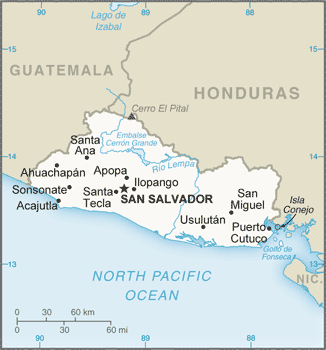 90
89
88
Lago de
Izabal
15
15
GUATEMALA
HONDURAS
Cerro El Pital
Santa
Ana
Embalse
Cerrón Grande
14
14
Río Lempa
Ahuachapán
Apopa
Ilopango
Sonsonate
Santa
Tecla
SAN SALVADOR
San
Miguel
Isla
Conejo
Acajutla
Usulután
Puerto
Cutuco
Golfo de
Fonseca
13
13
NIC.
NORTH PACIFIC
OCEAN
0
30
60 km
0
30
60 mi
90
89
88